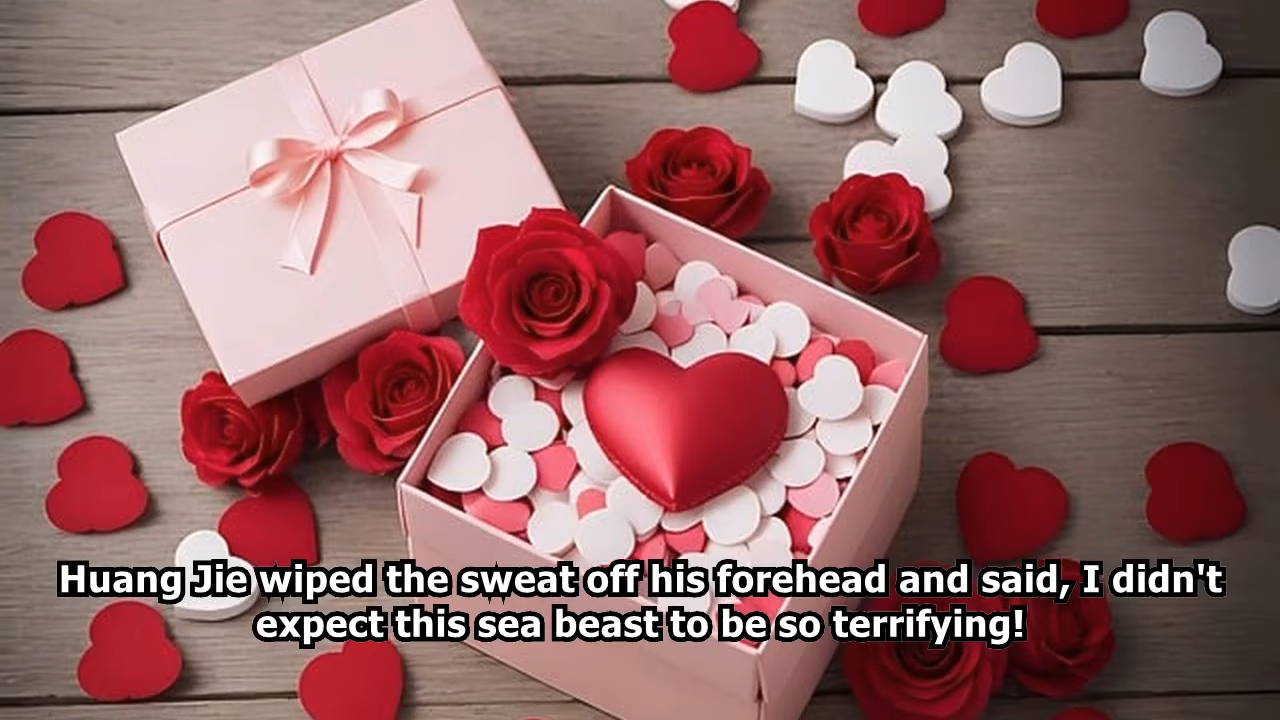 Huang Jie wiped the sweat off his forehead and said, I didn't
expect this sea beast to be so terrifying!